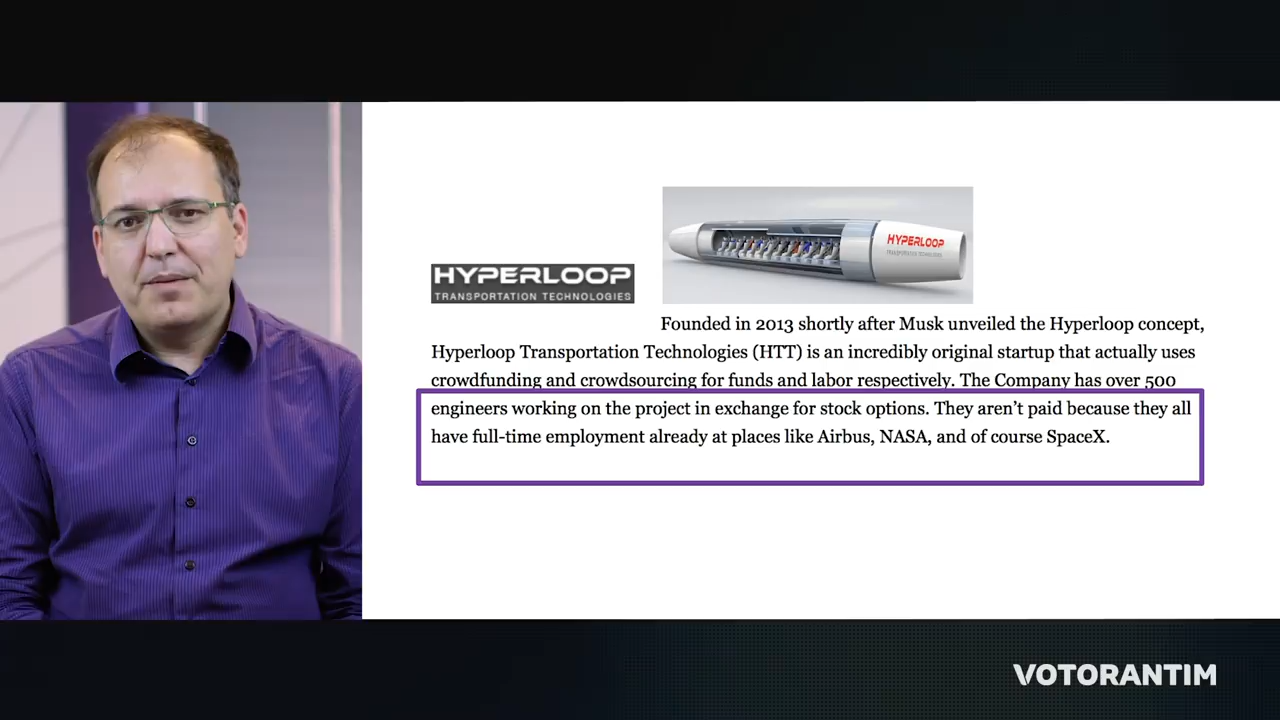 HYPERLOOP
TRANSPORTATION TECHNOLOGIES
HYPERLOOP
TRANSPORTATION TECHNOLOGIES
Founded in 2013 shortly after Musk unveiled the Hyperloop concept,
Hyperloop Transportation Technologies (HTT) is an incredibly original startup that actually uses
crowdfunding and crowdsourcing for funds and labor respectively. The Company has over 500
engineers working on the project in exchange for stock options. They aren’t paid because they all
have full-time employment already at places like Airbus, NASA, and of course SpaceX.
VOTORANTIM